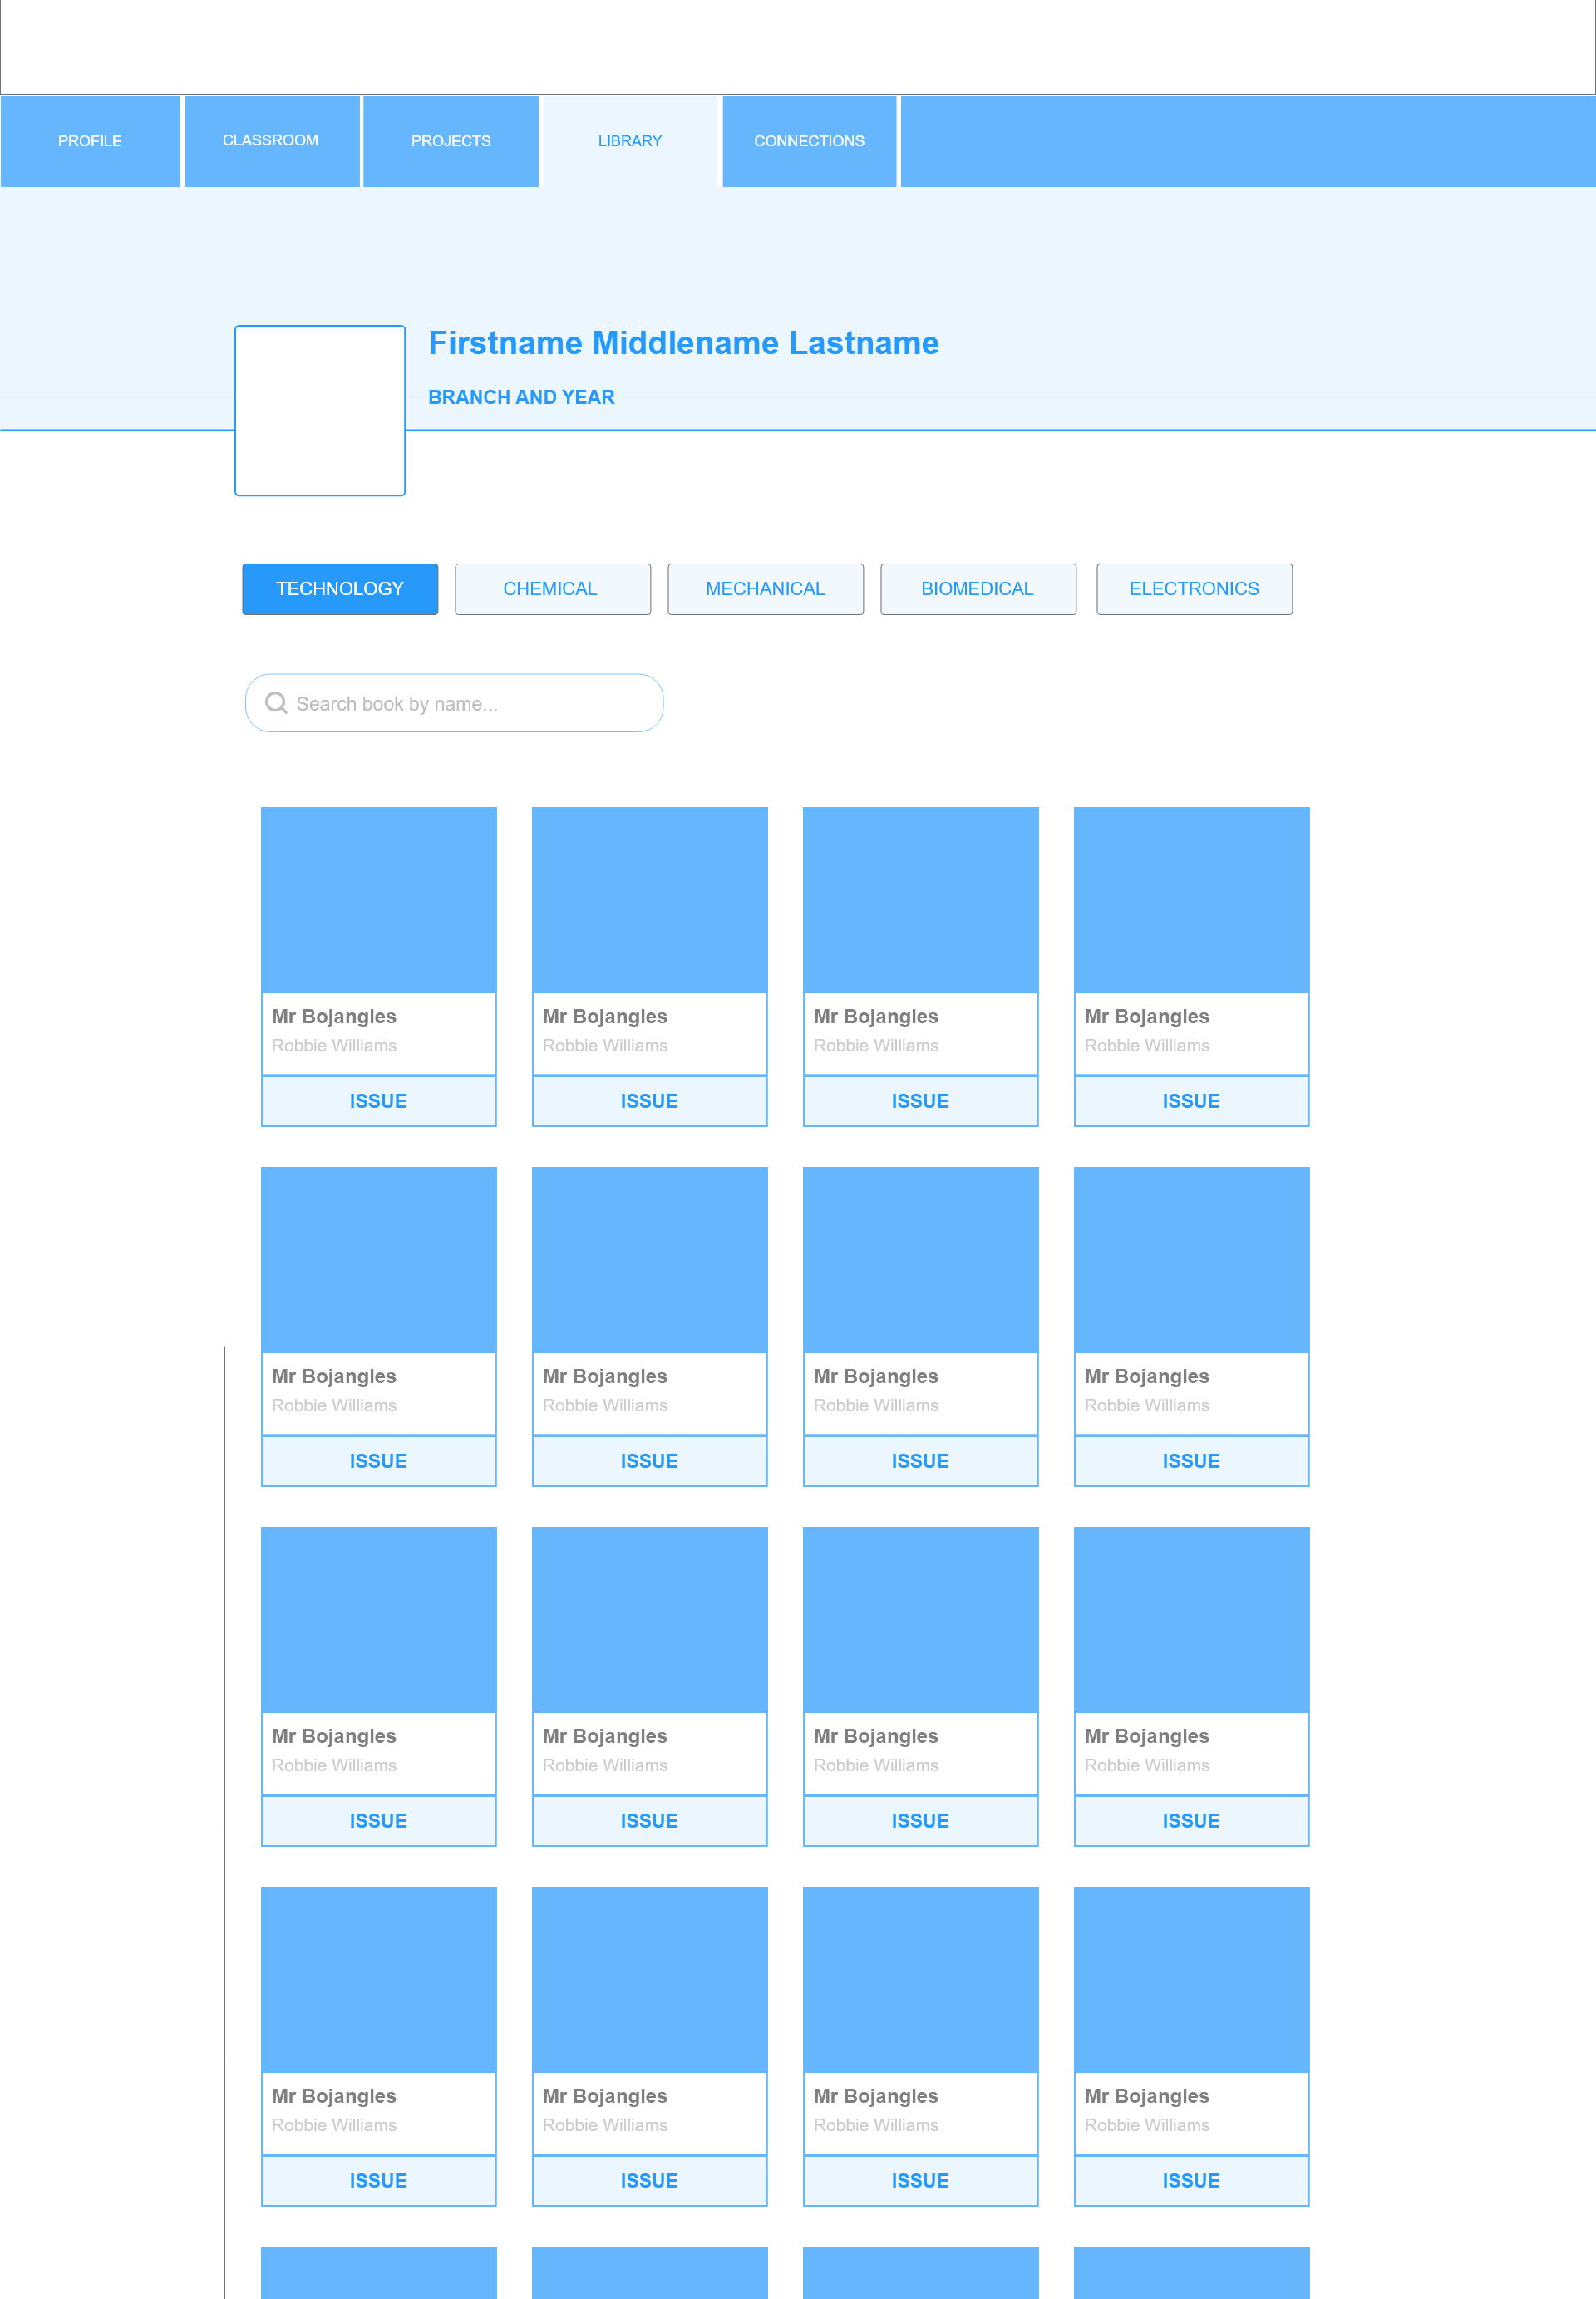 PROFILE CLASSROOM PROJECTS LIBRARY CONNECTIONS
Firstname Middlename Lastname
BRANCH AND YEAR
TECHNOLOGY CHEMICAL MECHANICAL BIOMEDICAL ELECTRONICS
Search book by name...
Mr Bojangles Mr Bojangles Mr Bojangles Mr Bojangles
Robbie Williams Robbie Williams Robbie Williams Robbie Williams
ISSUE ISSUE ISSUE ISSUE
Mr Bojangles Mr Bojangles Mr Bojangles Mr Bojangles
Robbie Williams Robbie Williams Robbie Williams Robbie Williams
ISSUE ISSUE ISSUE ISSUE
Mr Bojangles Mr Bojangles Mr Bojangles Mr Bojangles
Robbie Williams Robbie Williams Robbie Williams Robbie Williams
ISSUE ISSUE ISSUE ISSUE
Mr Bojangles Mr Bojangles Mr Bojangles Mr Bojangles
Robbie Williams Robbie Williams Robbie Williams Robbie Williams
ISSUE ISSUE ISSUE ISSUE